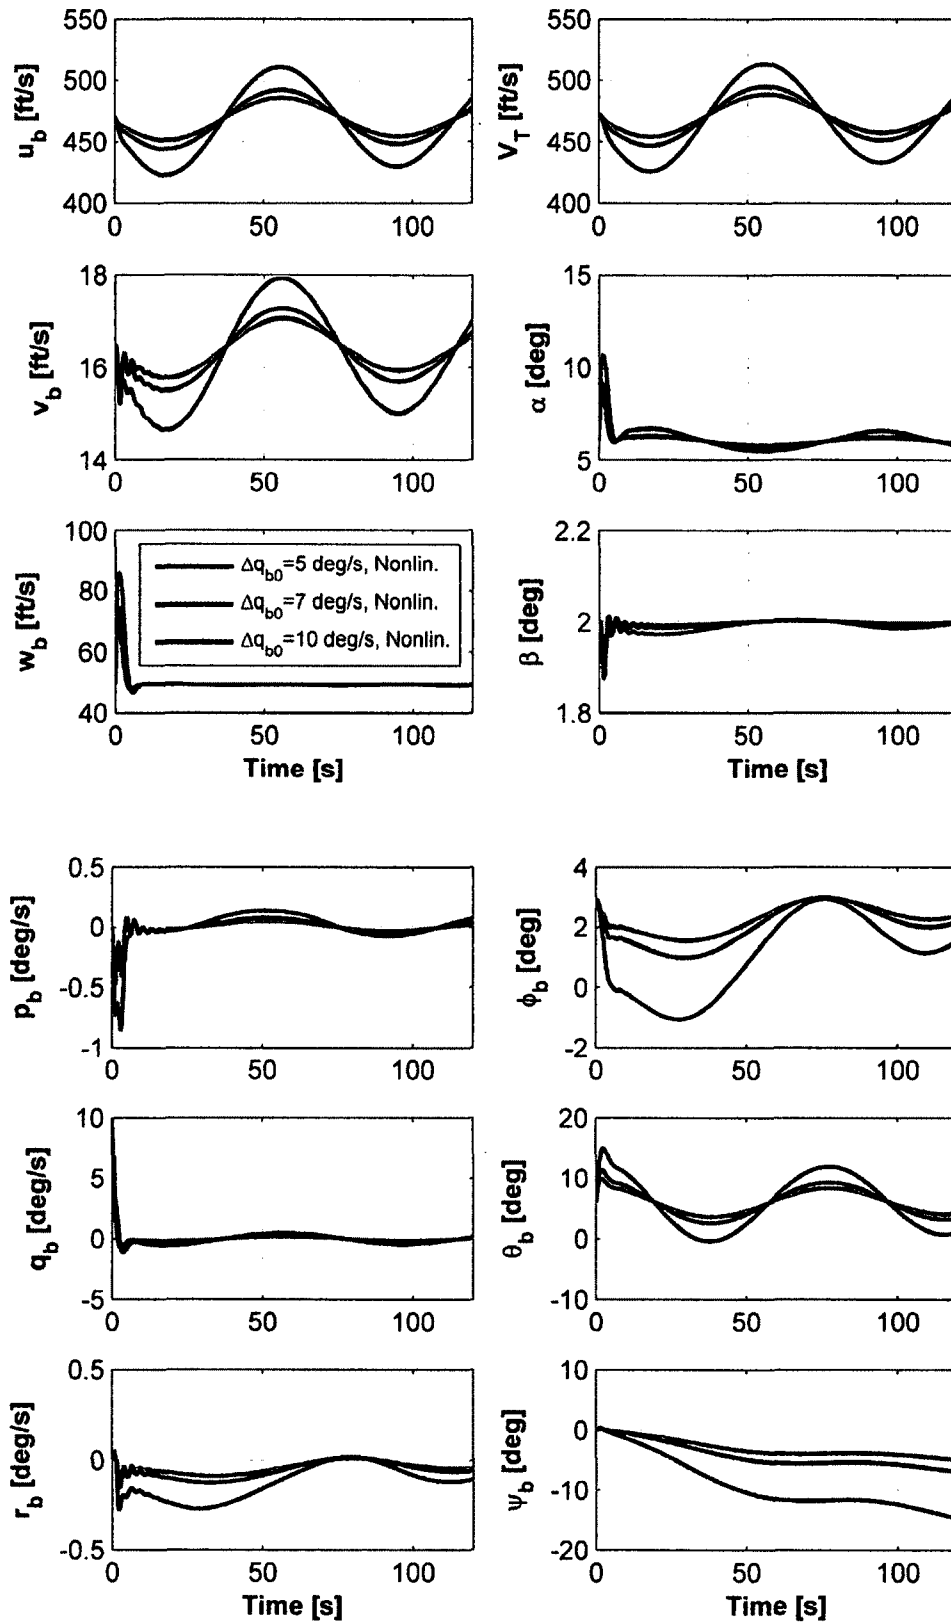 550
500
450
400
u_b [ft/s]
0 50 100
550
500
450
400
V_T [ft/s]
0 50 100
18
16
14
v_b [ft/s]
0 50 100
15
10
5
α [deg]
0 50 100
100
80
60
40
w_b [ft/s]
Δq_b0=5 deg/s, Nonlin.
Δq_b0=7 deg/s, Nonlin.
Δq_b0=10 deg/s, Nonlin.
0 50 100
Time [s]
2.2
2
1.8
β [deg]
0 50 100
Time [s]
0.5
0
-0.5
-1
p_b [deg/s]
0 50 100
4
2
0
-2
ϕ_b [deg]
0 50 100
10
5
0
-5
q_b [deg/s]
0 50 100
20
10
0
-10
θ_b [deg]
0 50 100
0.5
0
-0.5
r_b [deg/s]
0 50 100
Time [s]
10
0
-10
-20
ψ_b [deg]
0 50 100
Time [s]